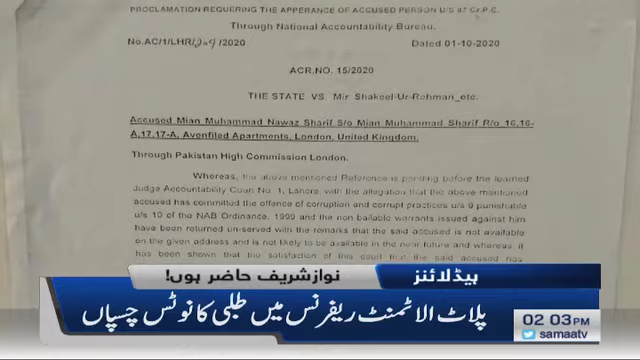 PROCLAMATION REQUERING THE APPERANCE OF ACCUSED PERSON U/S 87 Cr.P.C.
Through National Accountability Bureau.
No.AC/1/LHR/ /2020 Dated 01-10-2020
ACR.NO. 15/2020
THE STATE VS. Mir Shakeel-Ur-Rehman etc.
Accused Mian Muhammad Nawaz Sharif S/o Mian Muhammad Sharif R/o 16,16-
A,17,17-A, Avenfiled Apartments, London, United Kingdom.
Through Pakistan High Commission London.
Whereas, the above mentioned Reference is pending before the learned
Judge Accountability Court No. 1, Lahore, with the allegation that the above mentioned
accused has committed the offence of corruption and corrupt practices u/s 9 punishable
u/s 10 of the NAB Ordinance, 1999 and the non bailable warrants issued against him
have been returned un-served with the remarks that the said accused is not available
on the given address and is not likely to be available in the near future and whereas, it
has been shown that the satisfaction of this court that the said accused has
ہیڈلائنز
نوازشریف حاضر ہوں!
پلاٹ الاٹمنٹ ریفرنس میں طلبی کا نوٹس چسپاں
02 03 PM
samaatv